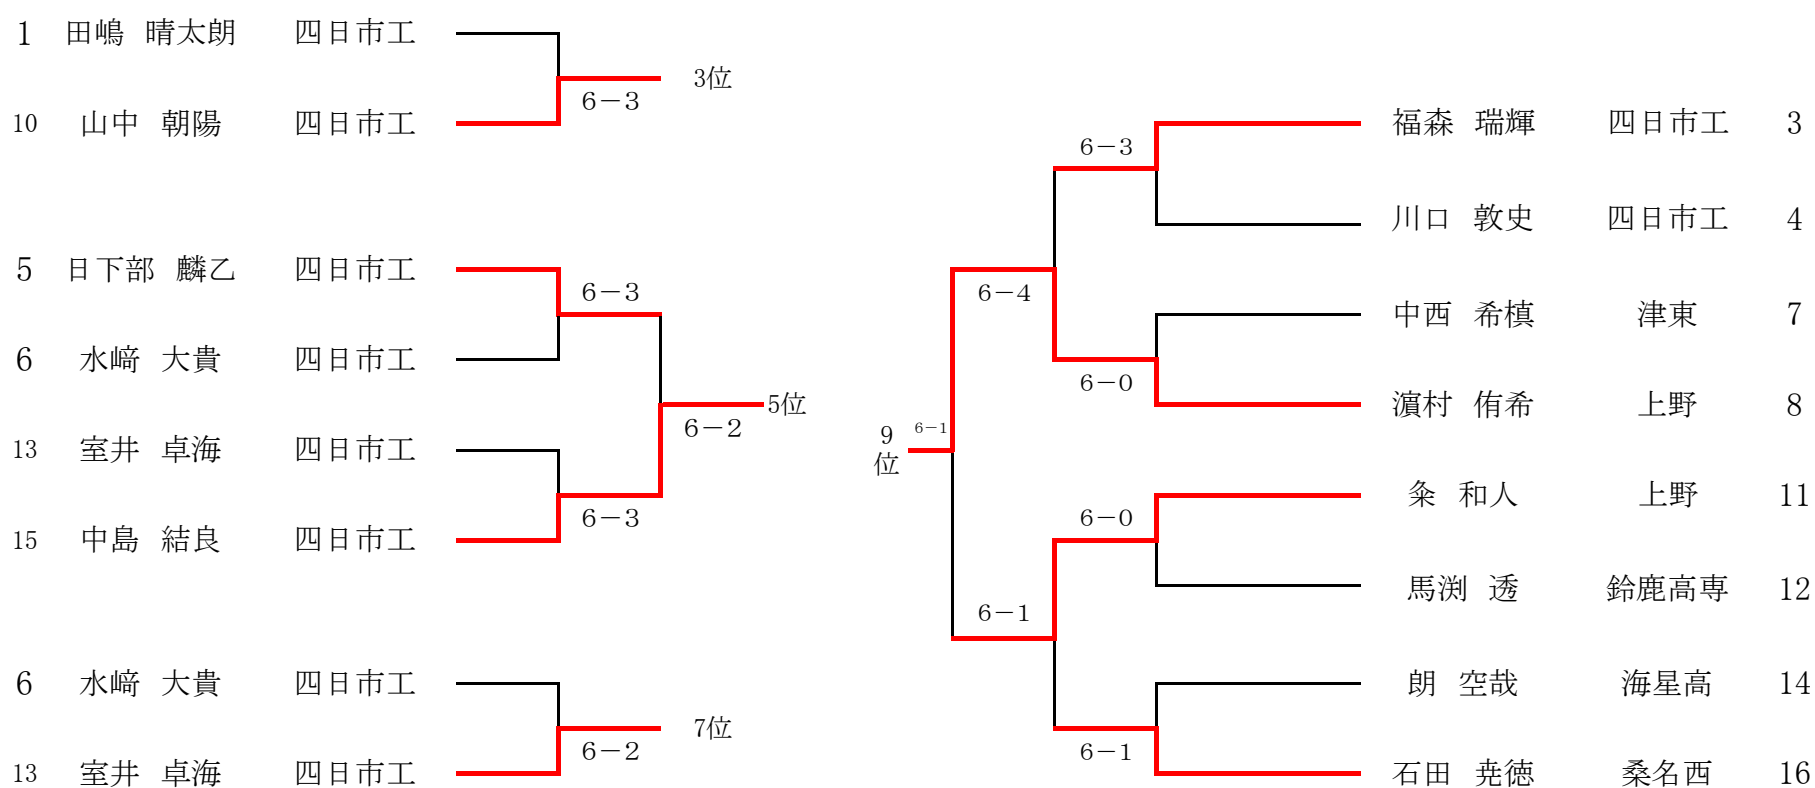 1 田嶋 晴太朗 四日市工
3位
6－3
10 山中 朝陽 四日市工
5 日下部 麟乙 四日市工
6－3
6 水﨑 大貴 四日市工
5位
6－2
13 室井 卓海 四日市工
6－3
15 中島 結良 四日市工
6 水﨑 大貴 四日市工
7位
6－2
13 室井 卓海 四日市工
福森 瑞輝 四日市工 3
6－3
川口 敦史 四日市工 4
6－4
中西 希槙 津東 7
6－0
濵村 侑希 上野 8
9位
6－1
粂 和人 上野 11
6－0
馬渕 透 鈴鹿高専 12
6－1
朗 空哉 海星高 14
6－1
石田 尭徳 桑名西 16